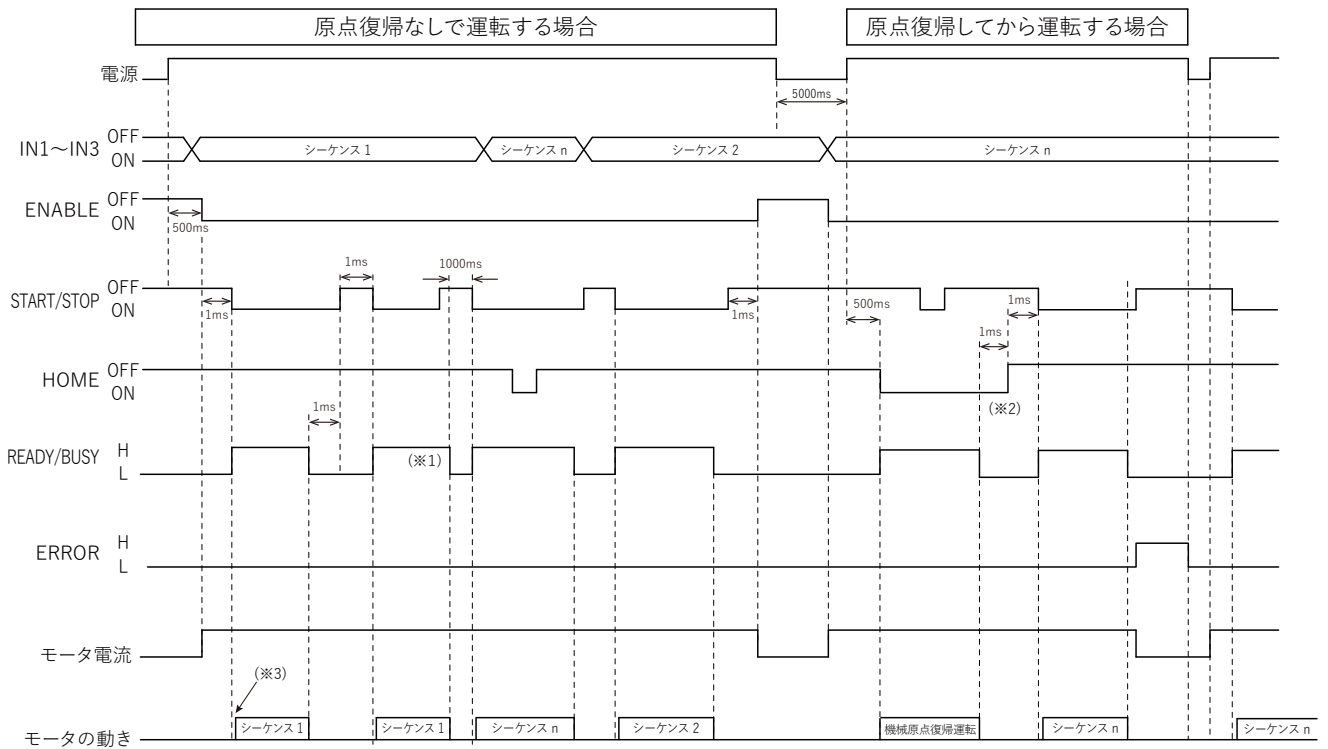 原点復帰なしで運転する場合
原点復帰してから運転する場合
電源
5000ms
IN1～IN3
OFF
ON
シーケンス 1
シーケンス n
シーケンス 2
シーケンス n
ENABLE
OFF
ON
500ms
START/STOP
OFF
ON
1ms
1ms
1000ms
1ms
500ms
1ms
1ms
HOME
OFF
ON
(※2)
1ms
READY/BUSY
H
L
(※1)
ERROR
H
L
モータ電流
(※3)
モータの動き
シーケンス 1
シーケンス 1
シーケンス n
シーケンス 2
機械原点復帰運転
シーケンス n
シーケンス n